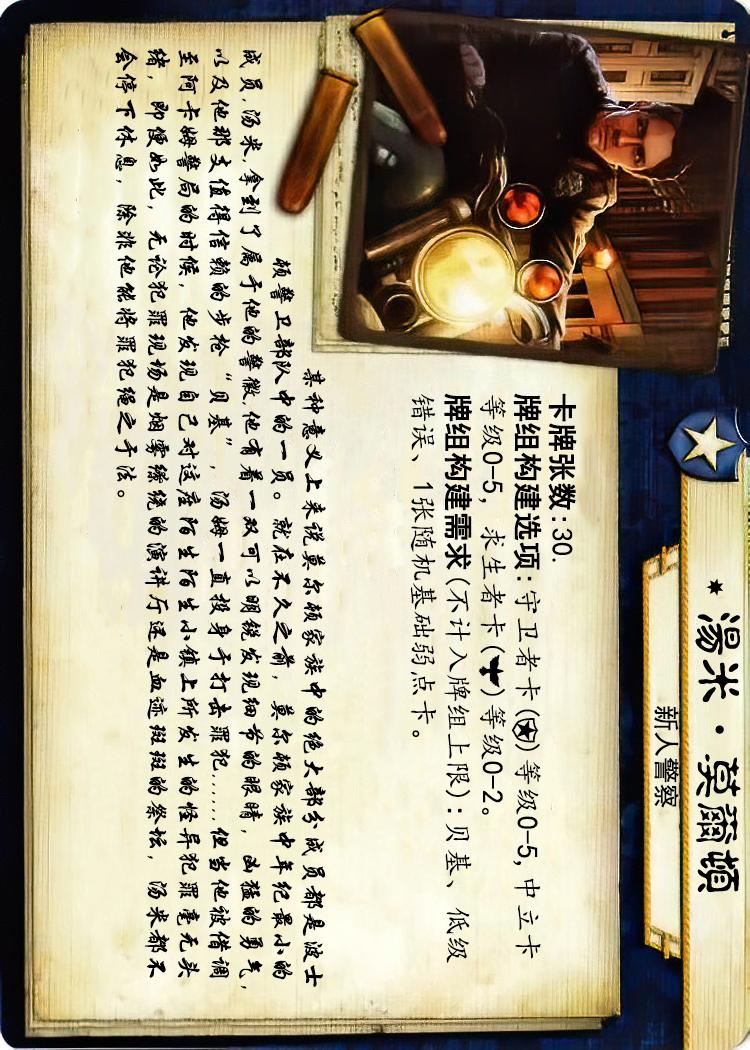 湯米·莫爾頓
新人警察
卡牌张数:30.
牌组构建选项:守卫者卡()等级0-5,中立卡
等级0-5,求生者卡()等级0-2。
牌组构建需求(不计入牌组上限):贝基、低级
错误、1张随机基础弱点卡。
某种意义上来说莫尔顿家族中的绝大部分成员都是波士
顿警卫部队中的一员。就在不久之前,莫尔顿家族中年纪最小的
成员,汤米,拿到了属于他的警徽,他有着一双可以明锐发现细节的眼睛,凶猛的勇气,
以及他那支值得信赖的步枪“贝基”,汤姆一直投身于打击罪犯......但当他被借调
至阿卡姆警局的时候,他发现自己对这座陌生陌生小镇上所发生的怪异犯罪毫无头
绪,即便如此,无论犯罪现场是烟雾缭绕的演讲厅还是血迹斑斑的祭坛,汤米都不
会停下休息,除非他能将罪犯绳之于法。